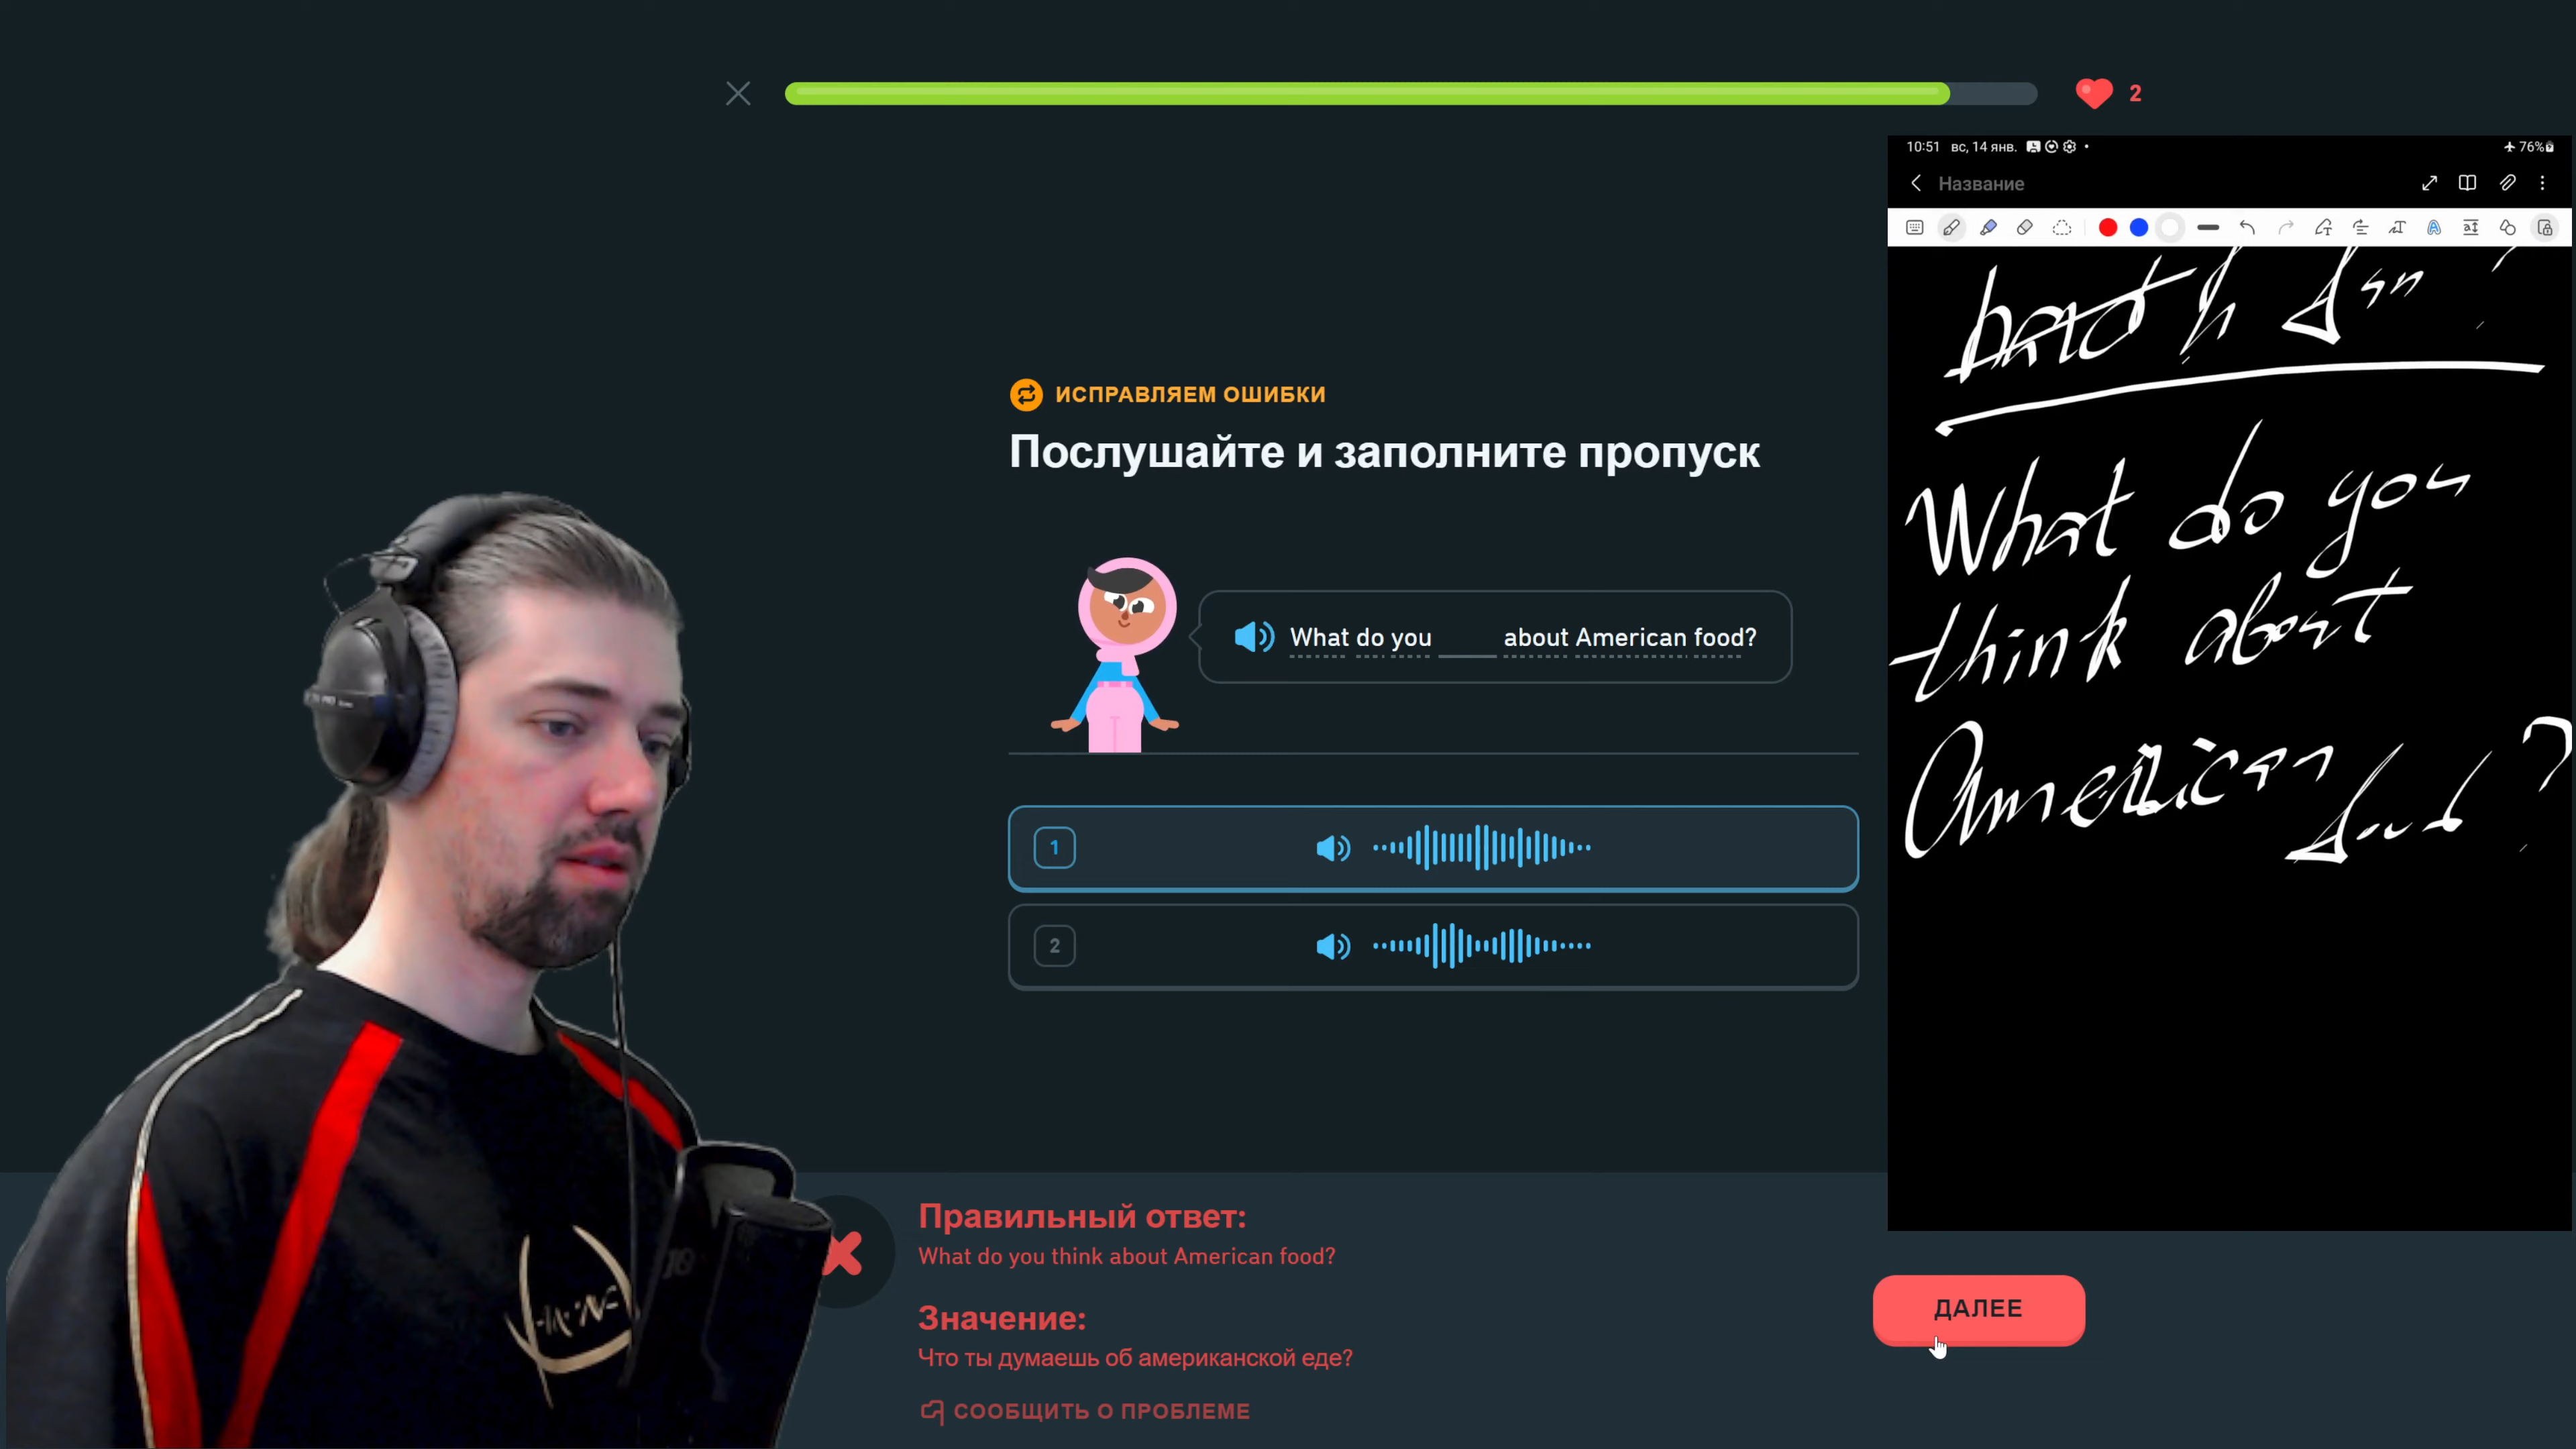 2
10:51 вс, 14 янв.
76%
Название
ИСПРАВЛЯЕМ ОШИБКИ
Послушайте и заполните пропуск
What do you ____ about American food?
1
2
What do you
think about
American food?
Правильный ответ:
What do you think about American food?
Значение:
Что ты думаешь об американской еде?
СООБЩИТЬ О ПРОБЛЕМЕ
ДАЛЕЕ